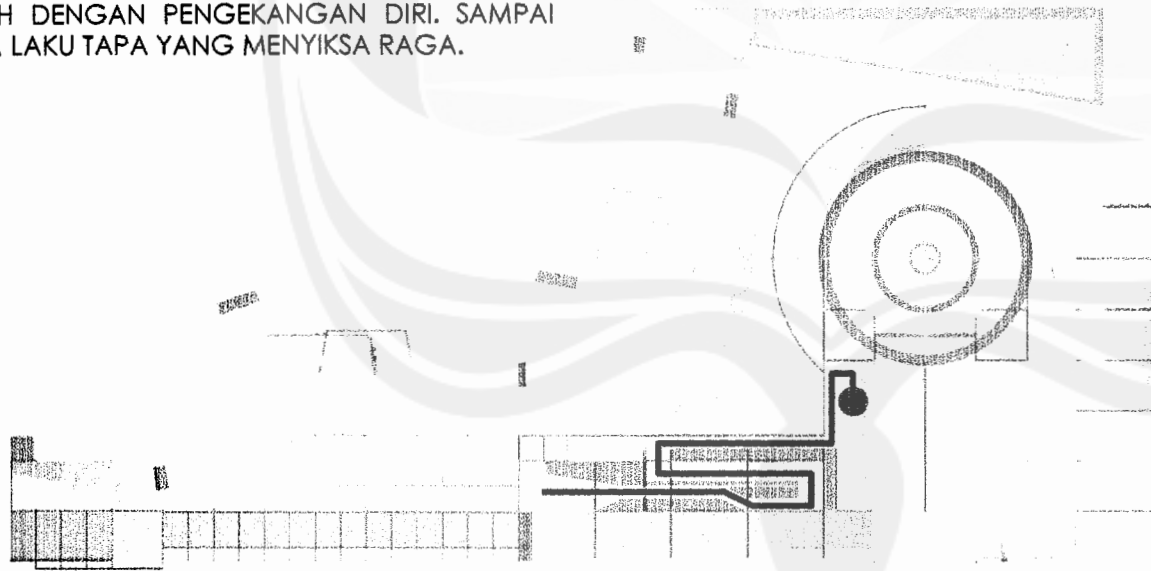 H DENGAN PENGEKANGAN DIRI. SAMPAI
LAKU TAPA YANG MENYIKSA RAGA.